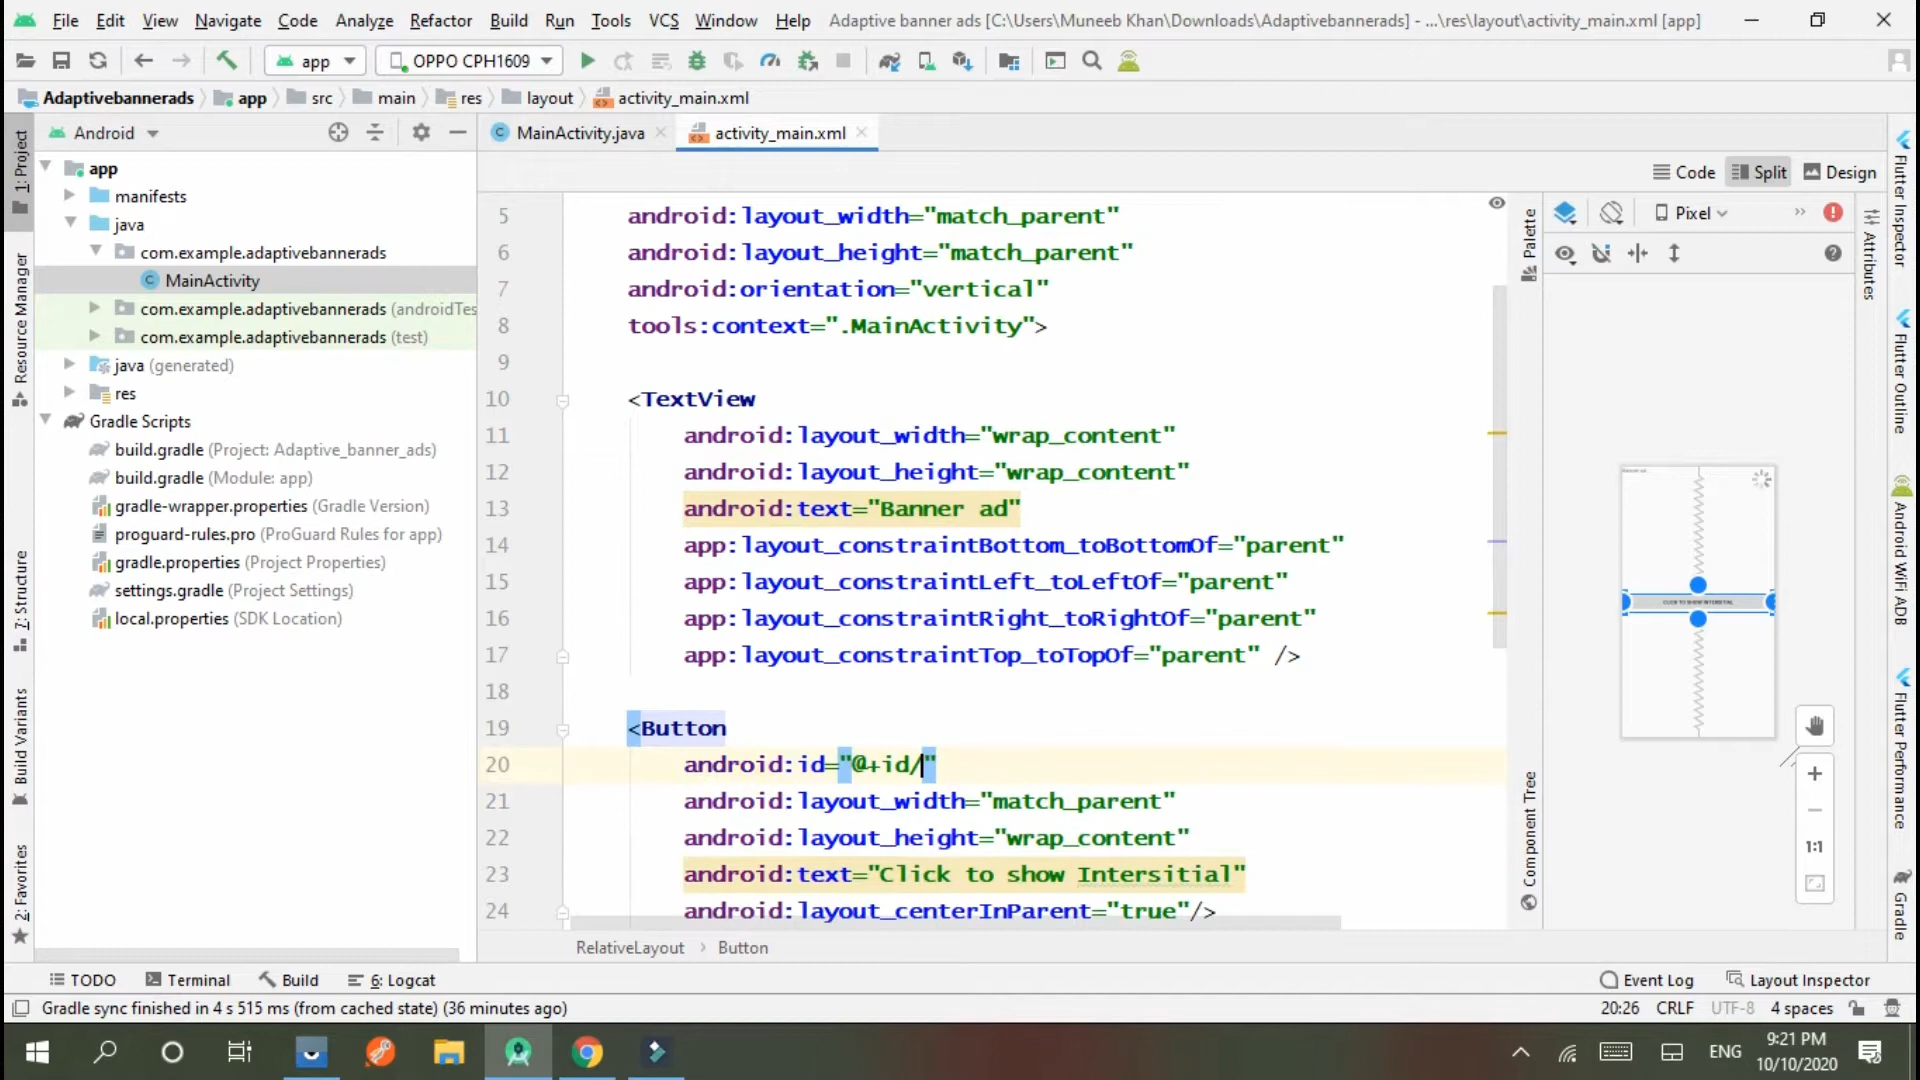 File Edit View Navigate Code Analyze Refactor Build Run Tools VCS Window Help Adaptive banner ads [C:\Users\Muneeb Khan\Downloads\Adaptivebannerads] - ...\res\layout\activity_main.xml [app]
app OPPO CPH1609
Adaptivebannerads app src main res layout activity_main.xml
Android
MainActivity.java activity_main.xml
Code Split Design
1: Project
Resource Manager
7: Structure
Build Variants
2: Favorites
app
manifests
java
com.example.adaptivebannerads
MainActivity
com.example.adaptivebannerads (androidTes
com.example.adaptivebannerads (test)
java (generated)
res
Gradle Scripts
build.gradle (Project: Adaptive_banner_ads)
build.gradle (Module: app)
gradle-wrapper.properties (Gradle Version)
proguard-rules.pro (ProGuard Rules for app)
gradle.properties (Project Properties)
settings.gradle (Project Settings)
local.properties (SDK Location)
5 android:layout_width="match_parent"
6 android:layout_height="match_parent"
7 android:orientation="vertical"
8 tools:context=".MainActivity">
9
10 <TextView
11 android:layout_width="wrap_content"
12 android:layout_height="wrap_content"
13 android:text="Banner ad"
14 app:layout_constraintBottom_toBottomOf="parent"
15 app:layout_constraintLeft_toLeftOf="parent"
16 app:layout_constraintRight_toRightOf="parent"
17 app:layout_constraintTop_toTopOf="parent" />
18
19 <Button
20 android:id="@+id/"
21 android:layout_width="match_parent"
22 android:layout_height="wrap_content"
23 android:text="Click to show Intersitial"
24 android:layout_centerInParent="true"/>
RelativeLayout Button
Palette
Component Tree
Pixel
CLICK TO SHOW INTERSITIAL
1:1
Attributes
Flutter Inspector
Flutter Outline
Android WiFi ADB
Flutter Performance
Gradle
TODO Terminal Build 6: Logcat Event Log Layout Inspector
Gradle sync finished in 4 s 515 ms (from cached state) (36 minutes ago) 20:26 CRLF UTF-8 4 spaces
ENG 9:21 PM
10/10/2020